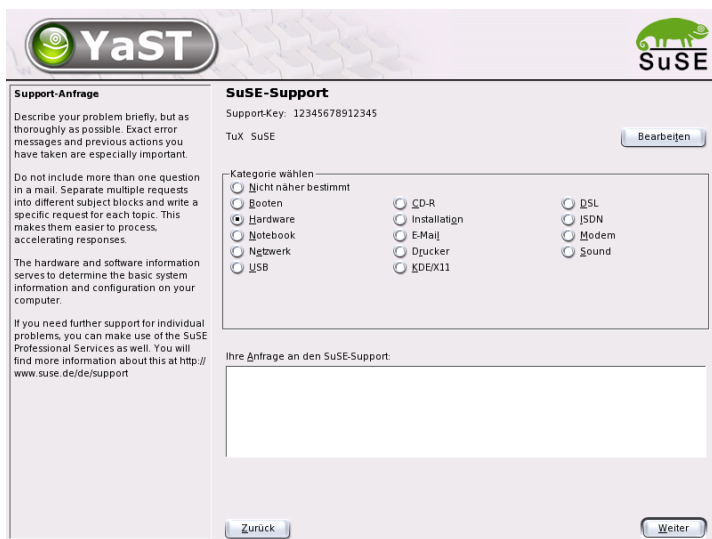 YaST
SuSE
Support-Anfrage
Describe your problem briefly, but as
thoroughly as possible. Exact error
messages and previous actions you
have taken are especially important.
Do not include more than one question
in a mail. Separate multiple requests
into different subject blocks and write a
specific request for each topic. This
makes them easier to process,
accelerating responses.
The hardware and software information
serves to determine the basic system
information and configuration on your
computer.
If you need further support for individual
problems, you can make use of the SuSE
Professional Services as well. You will
find more information about this at http://
www.suse.de/de/support
SuSE-Support
Support-Key: 12345678912345
TuX SuSE
Bearbeiten
Kategorie wählen
Nicht näher bestimmt
Booten
CD-R
DSL
Hardware
Installation
ISDN
Notebook
E-Mail
Modem
Netzwerk
Drucker
Sound
USB
KDE/X11
Ihre Anfrage an den SuSE-Support:
Zurück
Weiter